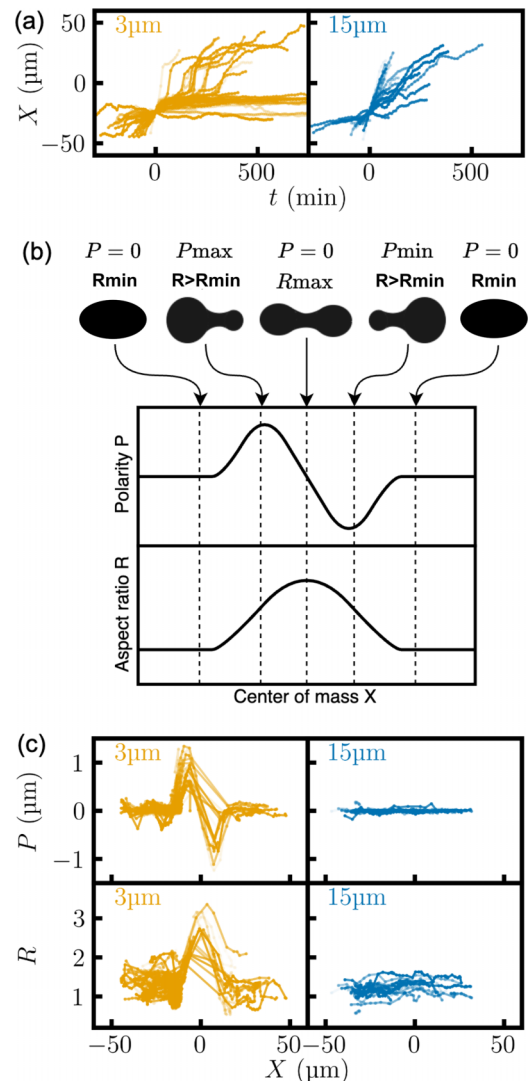 (a)
3μm
15μm
50
0
−50
X (μm)
0
500
0
500
t (min)
(b)
P = 0
Pmax
P = 0
Pmin
P = 0
Rmin
R>Rmin
Rmax
R>Rmin
Rmin
Polarity P
Aspect ratio R
Center of mass X
(c)
3μm
15μm
1
0
−1
P (μm)
3μm
15μm
3
2
1
R
−50
0
50
−50
0
50
X (μm)